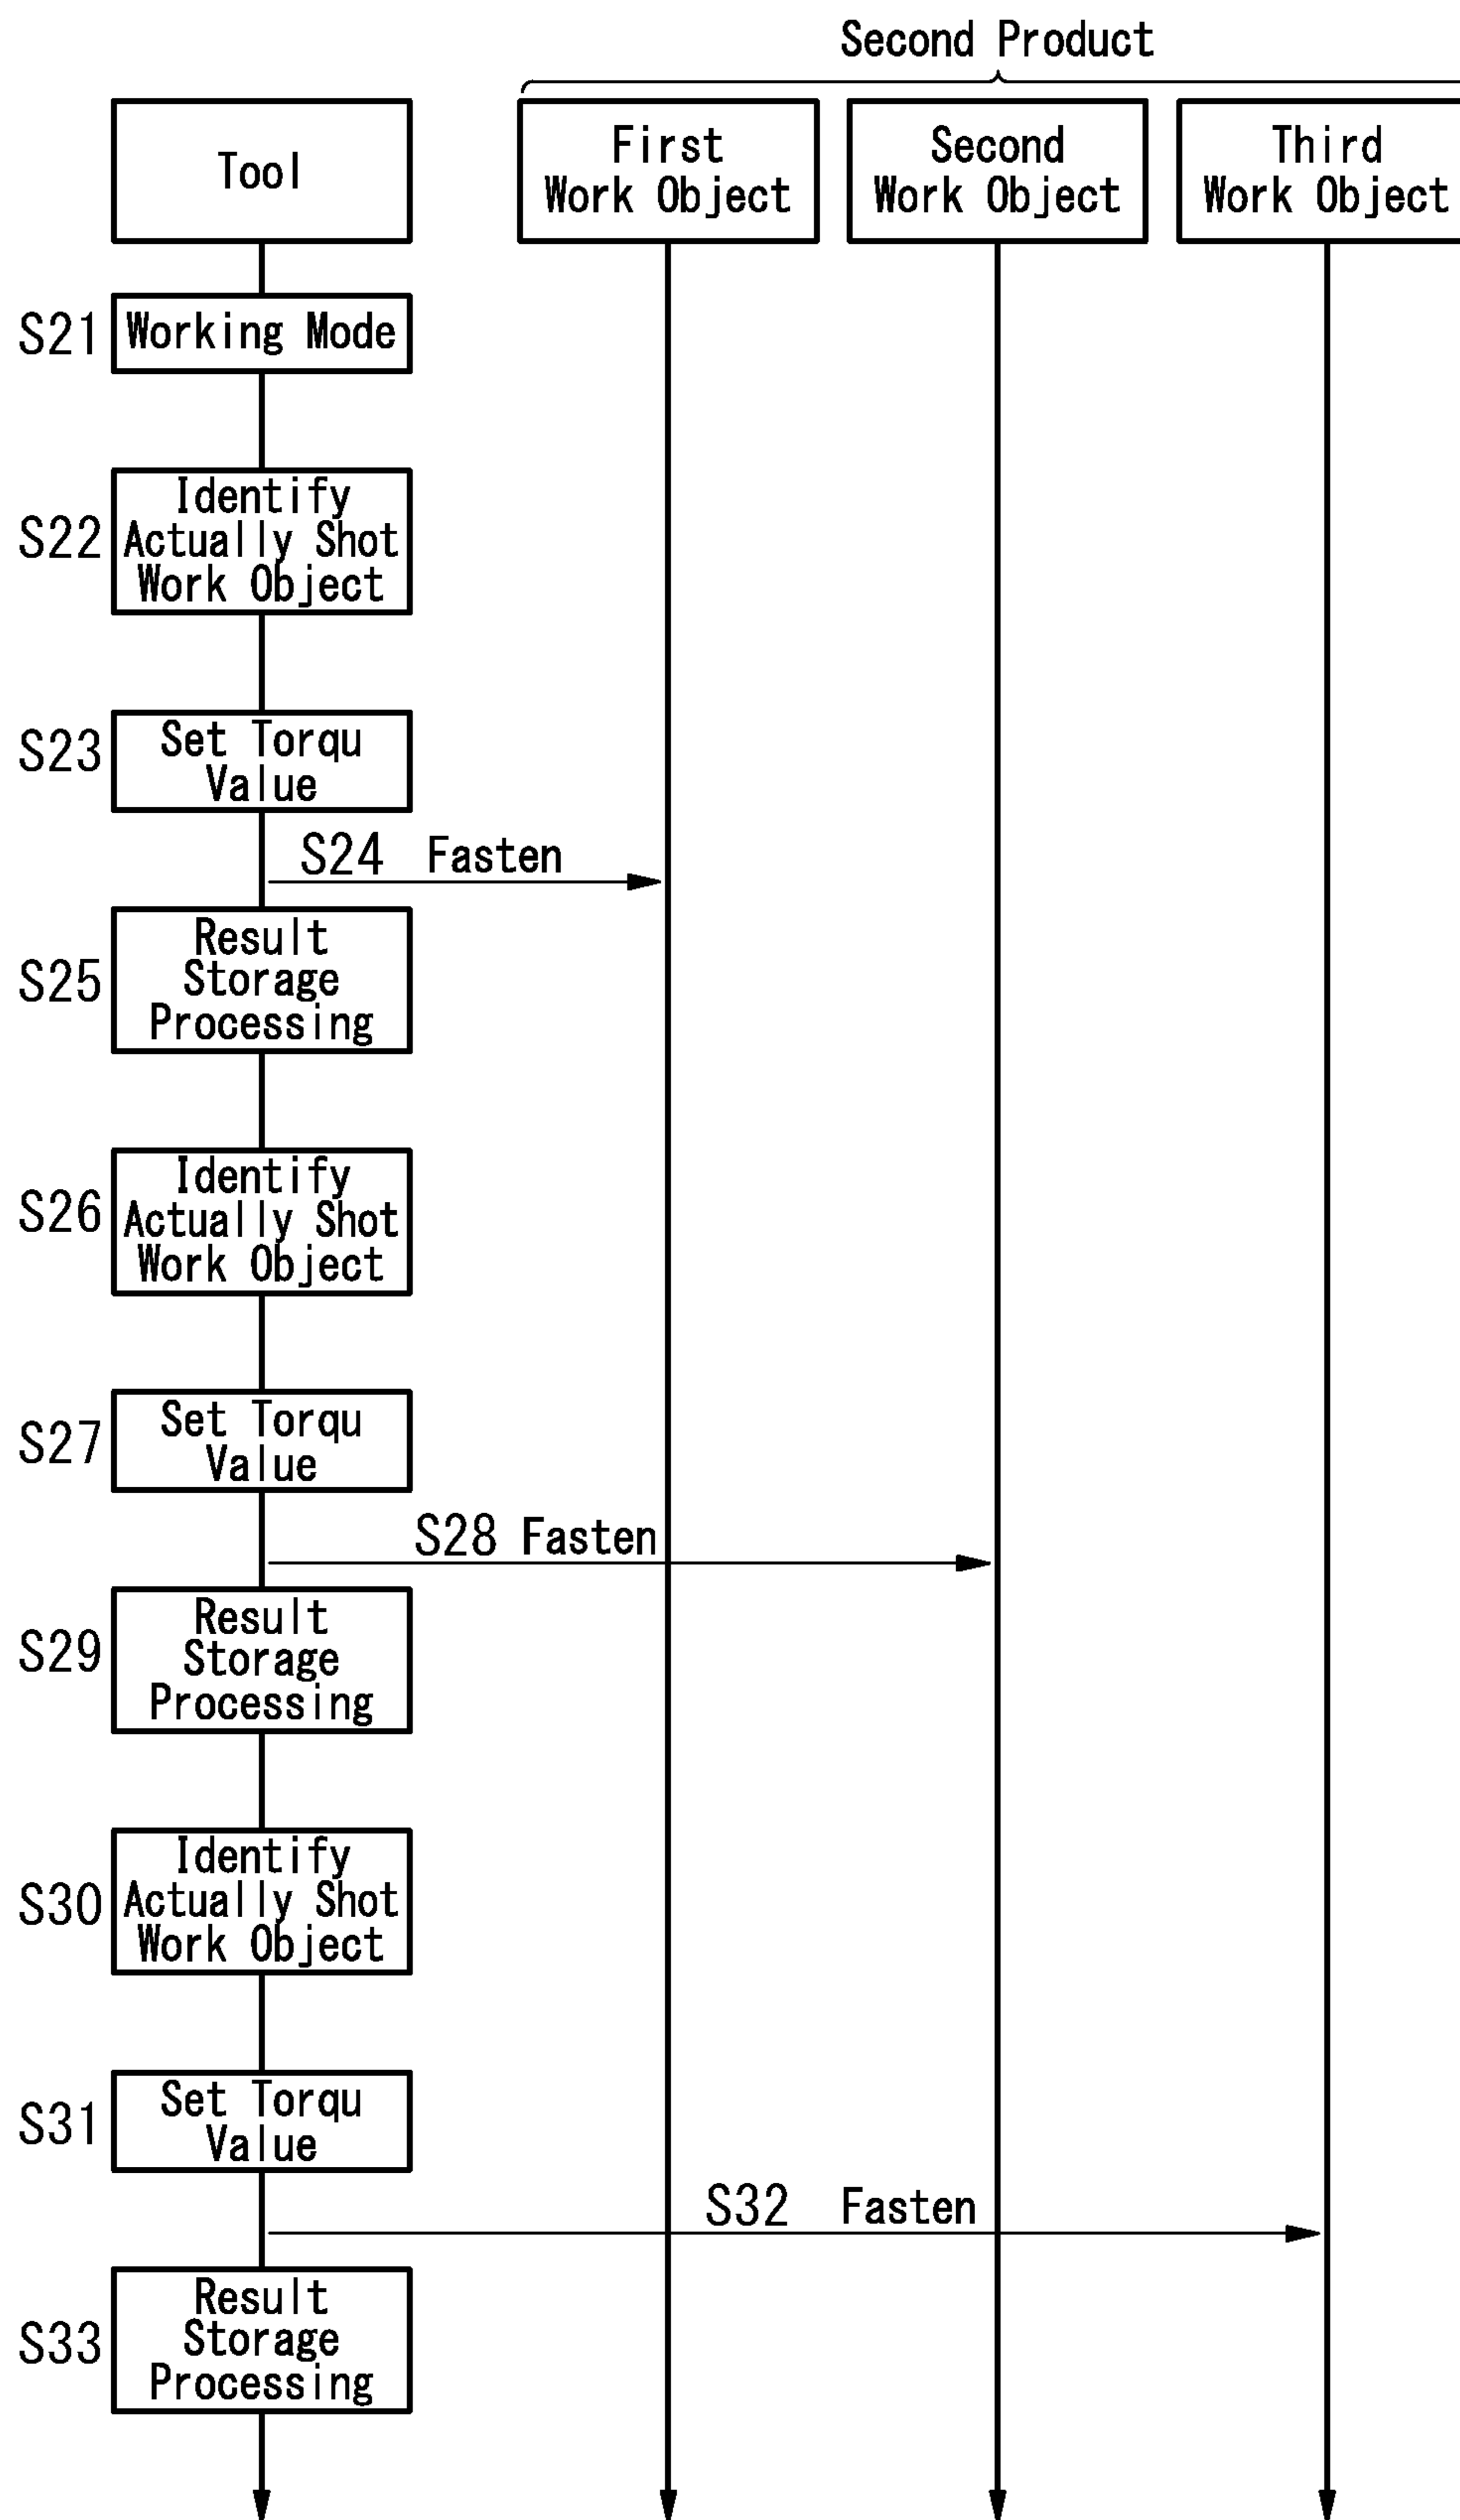 Second Product
Tool
First
Work Object
Second
Work Object
Third
Work Object
S21
Working Mode
S22
Identify
Actually Shot
Work Object
S23
Set Torqu
Value
S24 Fasten
S25
Result
Storage
Processing
S26
Identify
Actually Shot
Work Object
S27
Set Torqu
Value
S28 Fasten
S29
Result
Storage
Processing
S30
Identify
Actually Shot
Work Object
S31
Set Torqu
Value
S32 Fasten
S33
Result
Storage
Processing